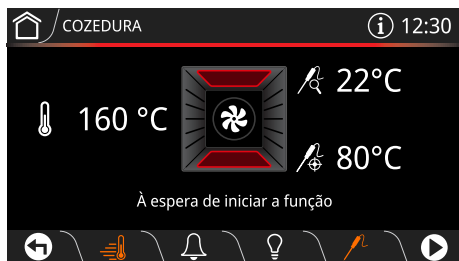 COZEDURA
i 12:30
22°C
160 °C
80°C
À espera de iniciar a função